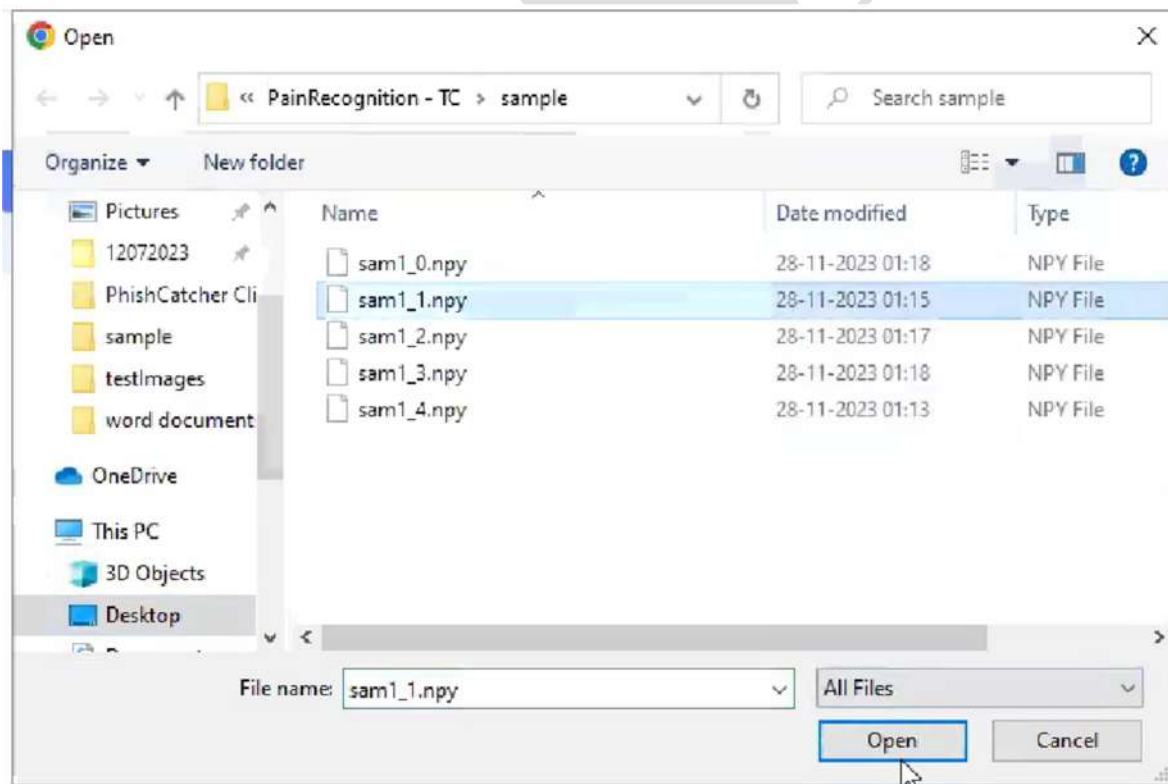 Open
« PainRecognition - TC > sample
Search sample
Organize
New folder
Pictures
12072023
PhishCatcher Cli
sample
testImages
word document
OneDrive
This PC
3D Objects
Desktop
Name Date modified Type
sam1_0.npy 28-11-2023 01:18 NPY File
sam1_1.npy 28-11-2023 01:15 NPY File
sam1_2.npy 28-11-2023 01:17 NPY File
sam1_3.npy 28-11-2023 01:18 NPY File
sam1_4.npy 28-11-2023 01:13 NPY File
File name: sam1_1.npy All Files
Open Cancel